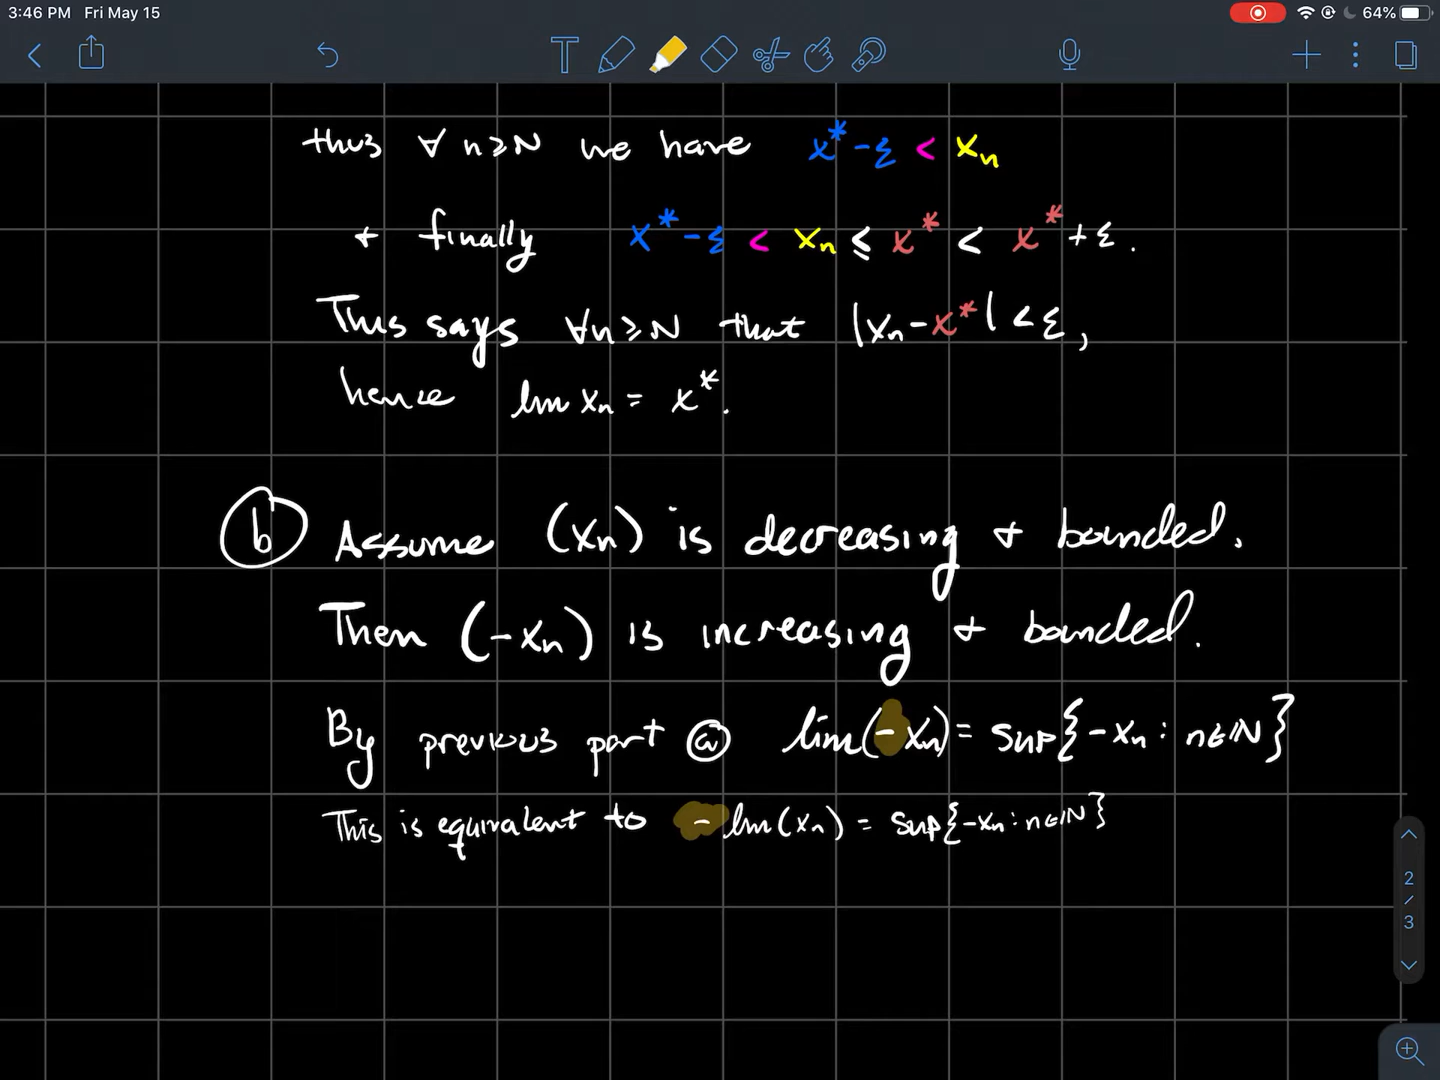 3:46 PM Fri May 15 64%
thus ∀ n ≥ N we have x* - ε < xn
+ finally x* - ε < xn ≤ x* < x* + ε.
This says ∀n ≥ N that |xn - x*| < ε,
hence lim xn = x*.
b Assume (xn) is decreasing + bounded.
Then (-xn) is increasing + bounded.
By previous part a lim(-xn) = sup{-xn : n∈N}
This is equivalent to - lim(xn) = sup{-xn : n∈N}
2
/
3